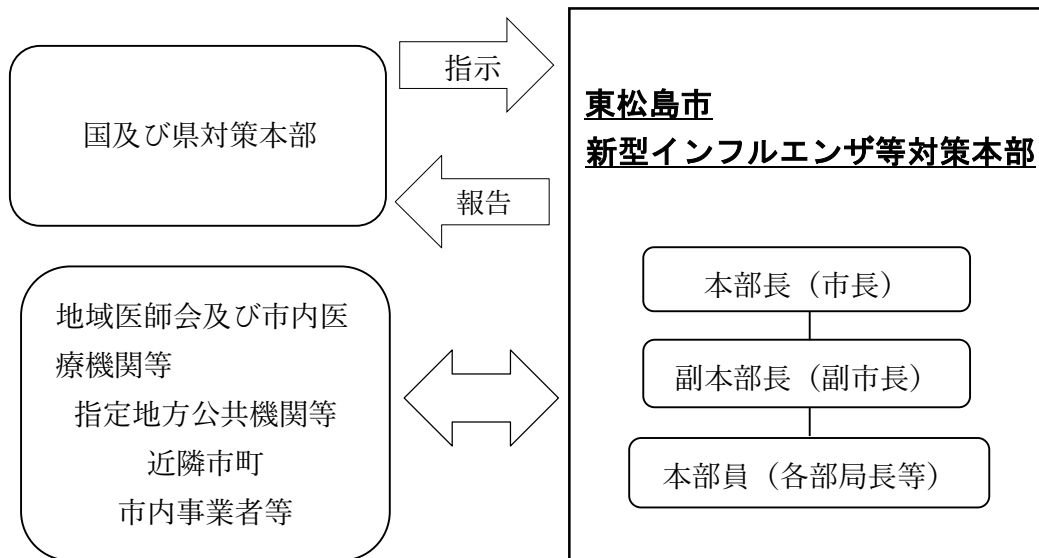 国及び県対策本部
指示
報告
地域医師会及び市内医
療機関等
指定地方公共機関等
近隣市町
市内事業者等
東松島市
新型インフルエンザ等対策本部
本部長（市長）
副本部長（副市長）
本部員（各部局長等）